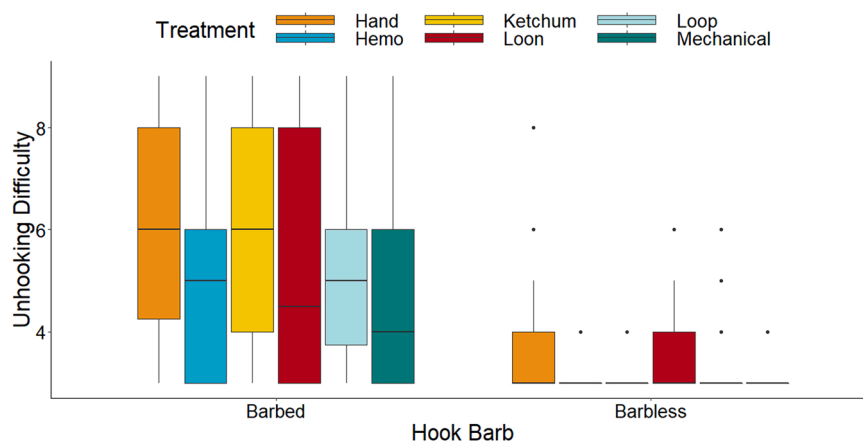 Treatment
Hand Ketchum Loop
Hemo Loon Mechanical
Unhooking Difficulty
8
6
4
Barbed Barbless
Hook Barb